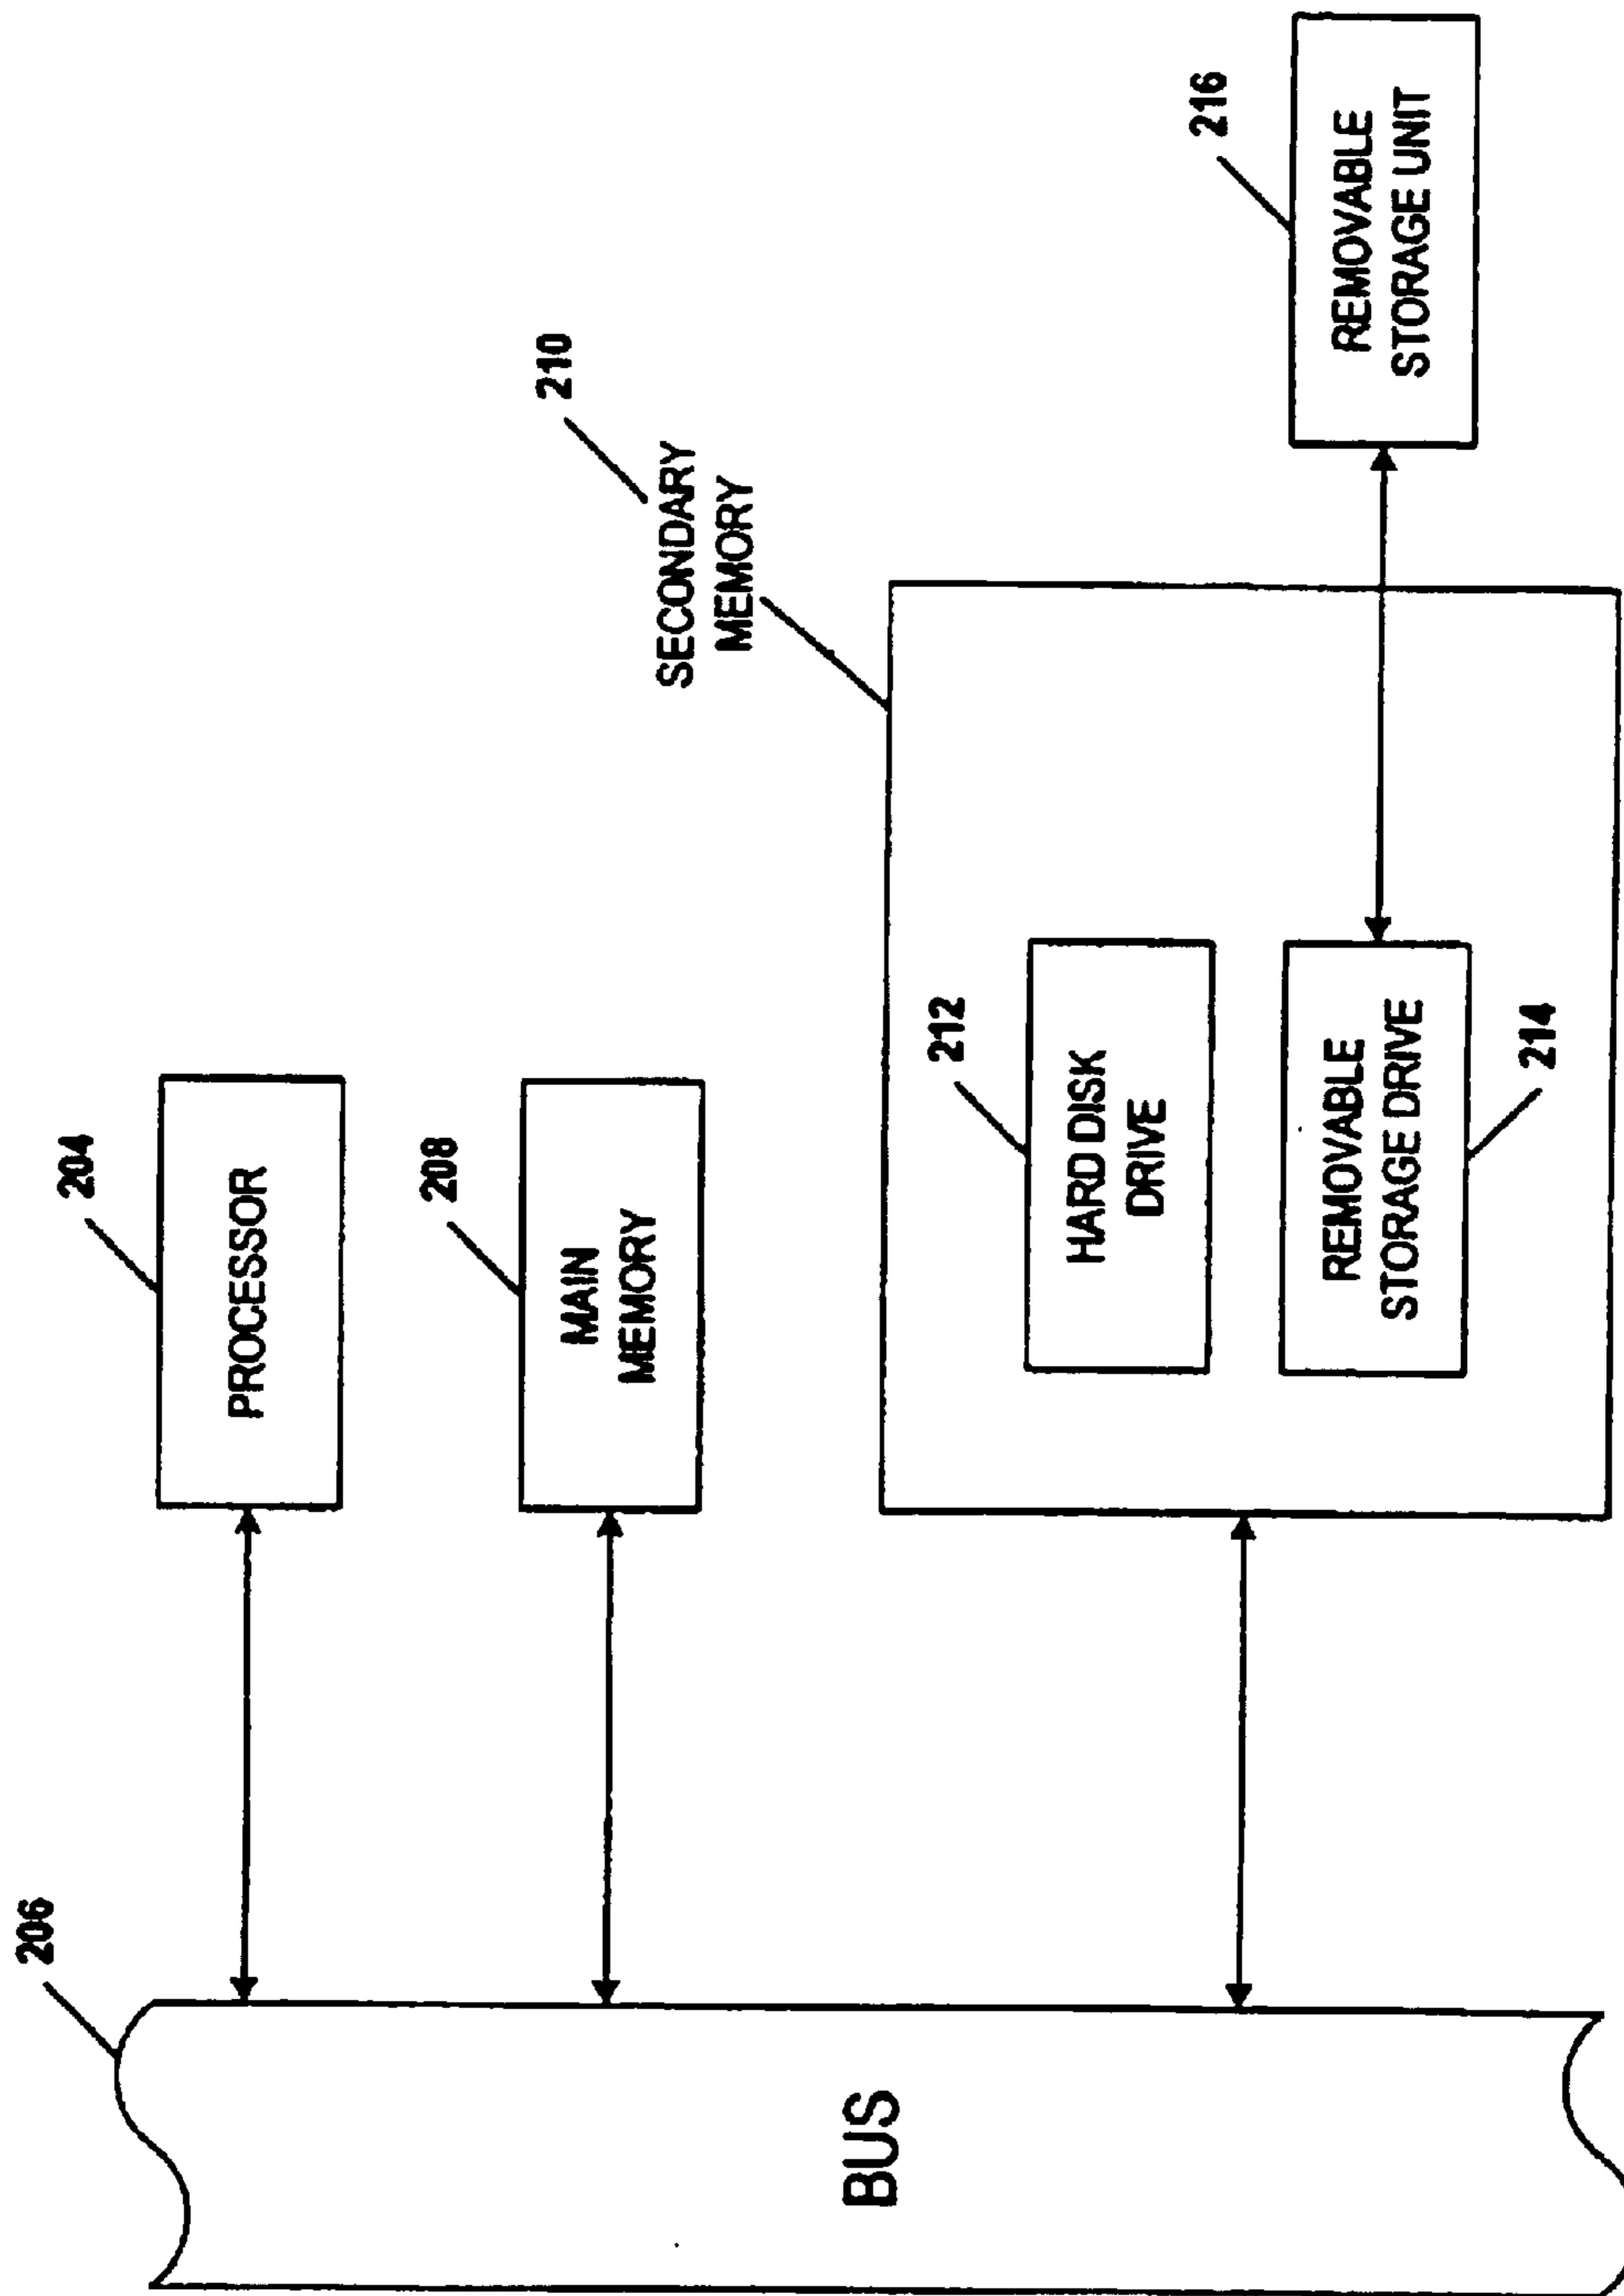 206
BUS
204
PROCESSOR
208
MAIN
MEMORY
210
SECONDARY
MEMORY
212
HARD DISK
DRIVE
REMOVABLE
STORAGE DRIVE
214
216
REMOVABLE
STORAGE UNIT